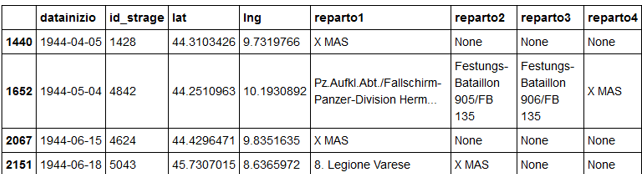 datainizio id_strage lat lng reparto1 reparto2 reparto3 reparto4
1440 1944-04-05 1428 44.3103426 9.7319766 X MAS None None None
1652 1944-05-04 4842 44.2510963 10.1930892 Pz.Aufkl.Abt./Fallschirm-Panzer-Division Herm... Festungs-Bataillon 905/FB 135 Festungs-Bataillon 906/FB 135 X MAS
2067 1944-06-15 4624 44.4296471 9.8351635 X MAS None None None
2151 1944-06-18 5043 45.7307015 8.6365972 8. Legione Varese X MAS None None